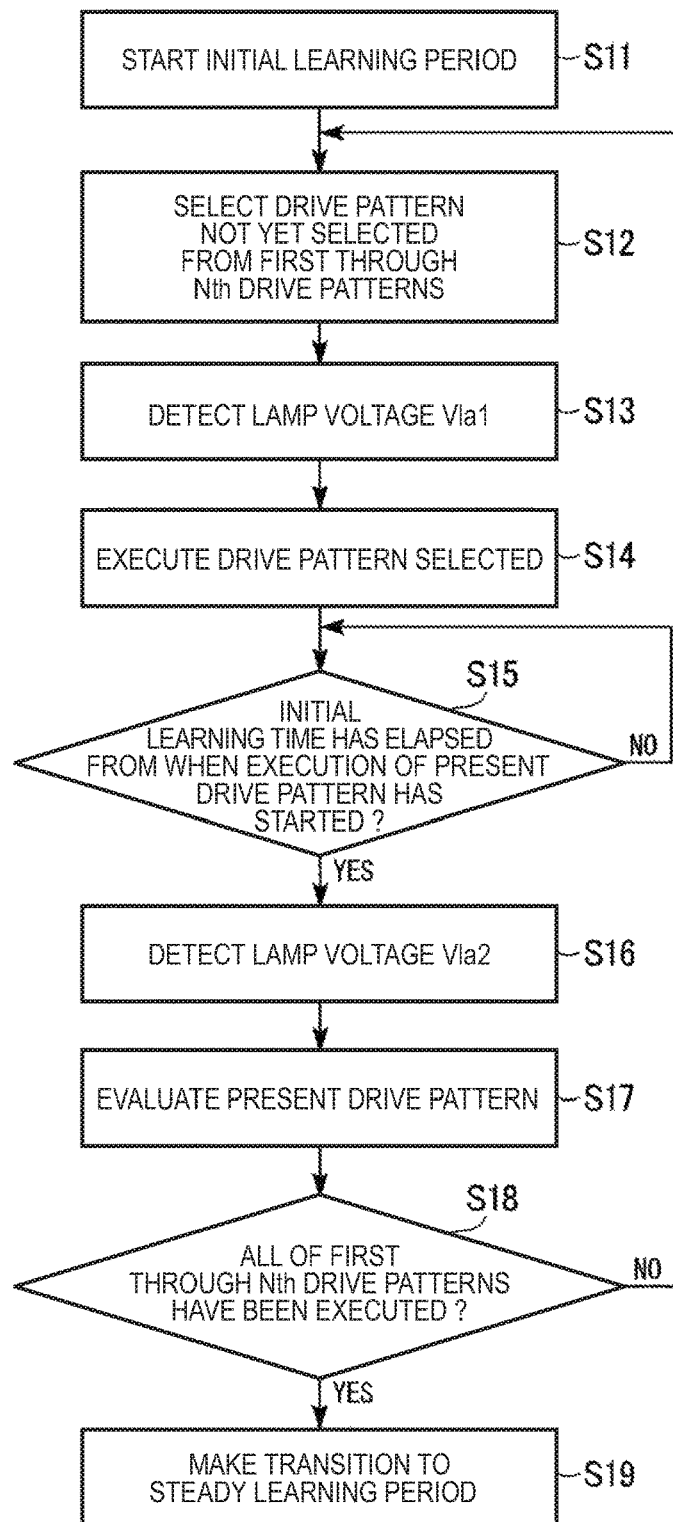 START INITIAL LEARNING PERIOD
S11
SELECT DRIVE PATTERN
NOT YET SELECTED
FROM FIRST THROUGH
Nth DRIVE PATTERNS
S12
DETECT LAMP VOLTAGE Vla1
S13
EXECUTE DRIVE PATTERN SELECTED
S14
S15
INITIAL
LEARNING TIME HAS ELAPSED
FROM WHEN EXECUTION OF PRESENT
DRIVE PATTERN HAS
STARTED ?
NO
YES
DETECT LAMP VOLTAGE Vla2
S16
EVALUATE PRESENT DRIVE PATTERN
S17
S18
ALL OF FIRST
THROUGH Nth DRIVE PATTERNS
HAVE BEEN EXECUTED ?
NO
YES
MAKE TRANSITION TO
STEADY LEARNING PERIOD
S19